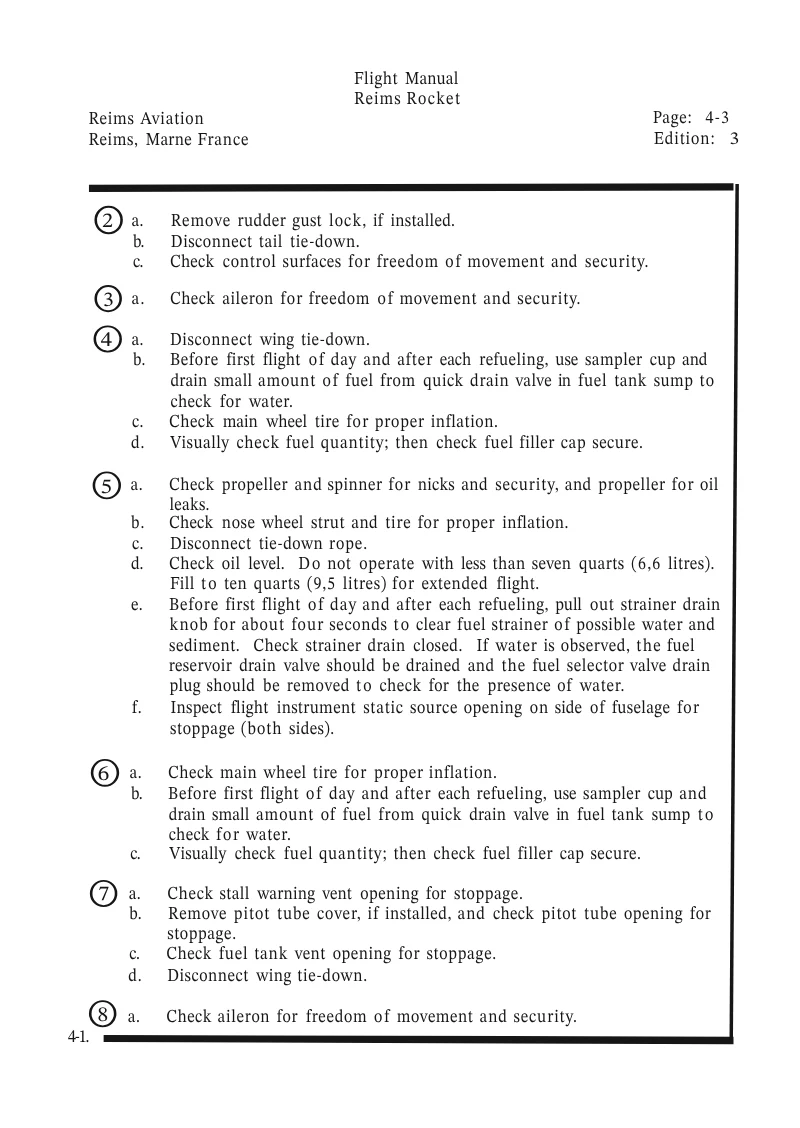 Flight Manual
Reims Rocket
Reims Aviation
Page: 4-3
Reims, Marne France
Edition: 3
2 a. Remove rudder gust lock, if installed.
b. Disconnect tail tie-down.
c. Check control surfaces for freedom of movement and security.
3 a. Check aileron for freedom of movement and security.
4 a. Disconnect wing tie-down.
b. Before first flight of day and after each refueling, use sampler cup and
drain small amount of fuel from quick drain valve in fuel tank sump to
check for water.
c. Check main wheel tire for proper inflation.
d. Visually check fuel quantity; then check fuel filler cap secure.
5 a. Check propeller and spinner for nicks and security, and propeller for oil
leaks.
b. Check nose wheel strut and tire for proper inflation.
c. Disconnect tie-down rope.
d. Check oil level. Do not operate with less than seven quarts (6,6 litres).
Fill to ten quarts (9,5 litres) for extended flight.
e. Before first flight of day and after each refueling, pull out strainer drain
knob for about four seconds to clear fuel strainer of possible water and
sediment. Check strainer drain closed. If water is observed, the fuel
reservoir drain valve should be drained and the fuel selector valve drain
plug should be removed to check for the presence of water.
f. Inspect flight instrument static source opening on side of fuselage for
stoppage (both sides).
6 a. Check main wheel tire for proper inflation.
b. Before first flight of day and after each refueling, use sampler cup and
drain small amount of fuel from quick drain valve in fuel tank sump to
check for water.
c. Visually check fuel quantity; then check fuel filler cap secure.
7 a. Check stall warning vent opening for stoppage.
b. Remove pitot tube cover, if installed, and check pitot tube opening for
stoppage.
c. Check fuel tank vent opening for stoppage.
d. Disconnect wing tie-down.
8 a. Check aileron for freedom of movement and security.
4-1.